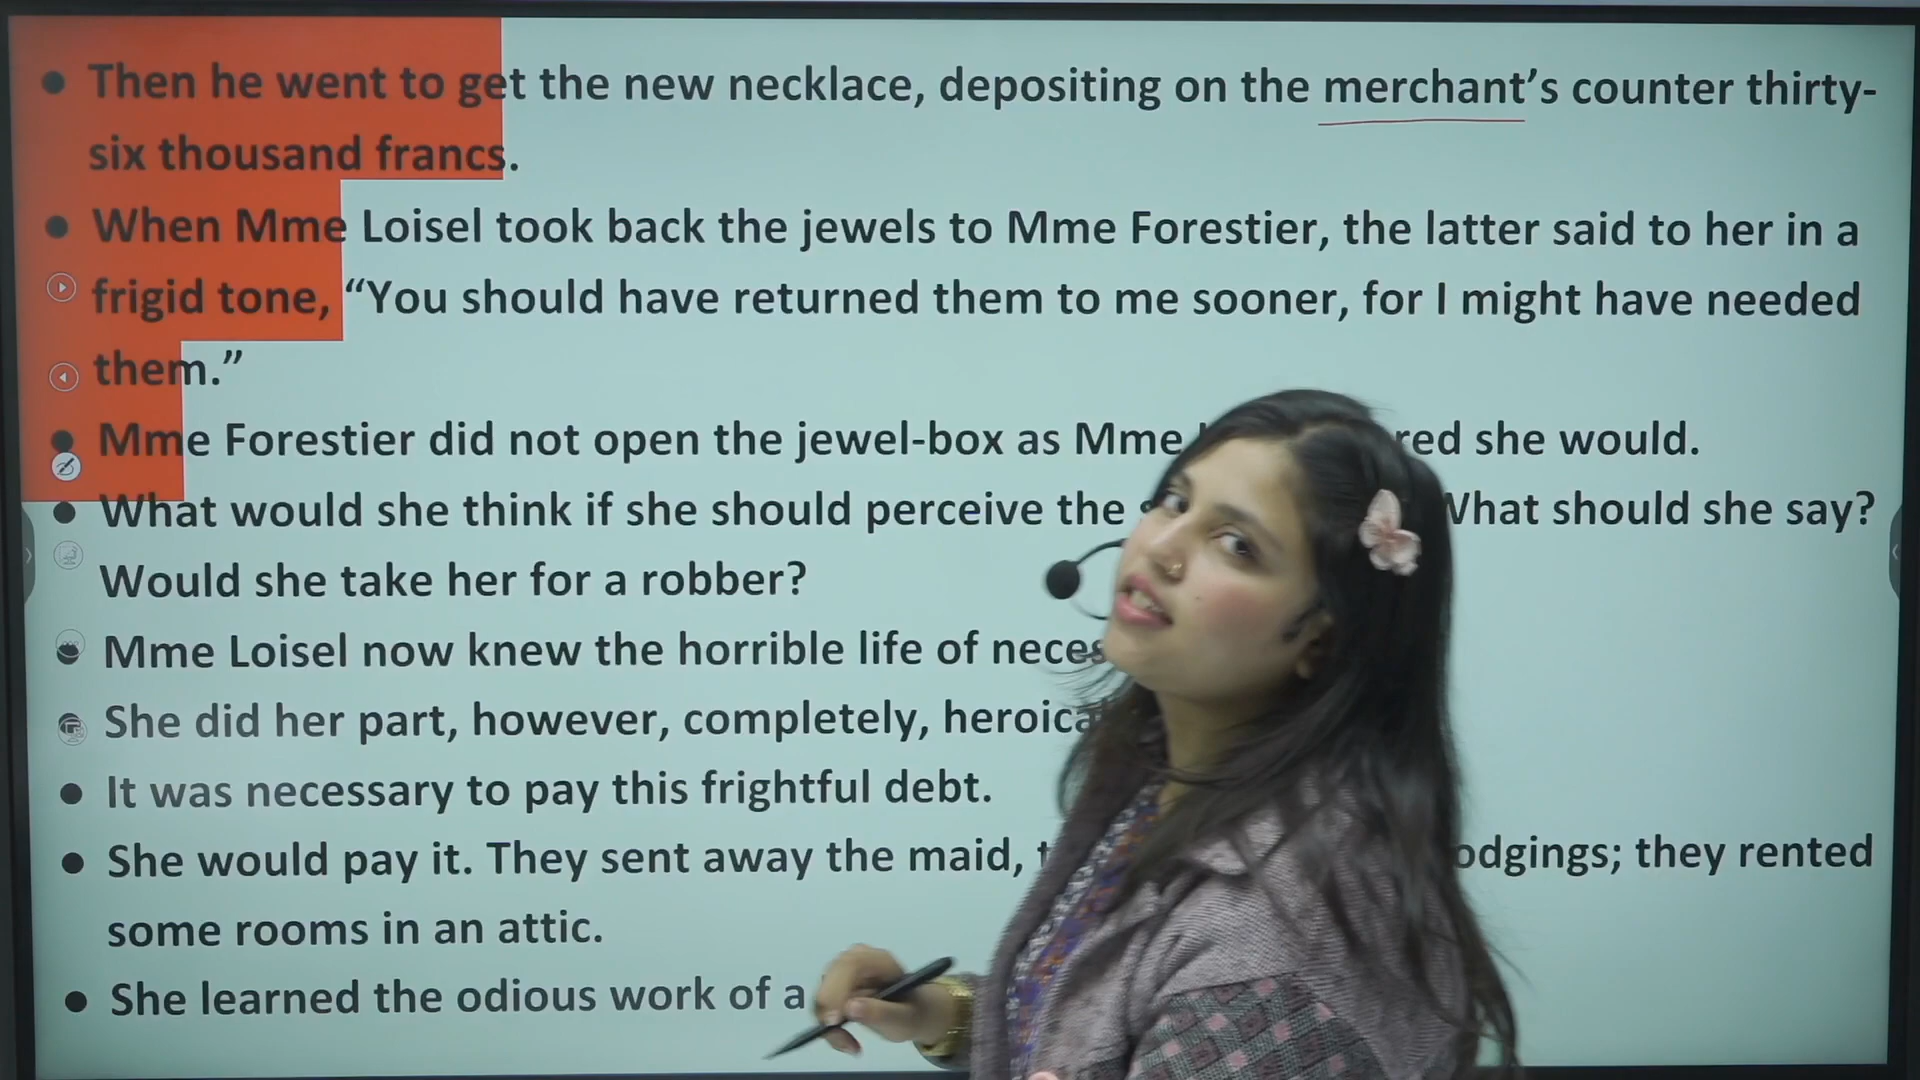 • Then he went to get the new necklace, depositing on the merchant’s counter thirty-
six thousand francs.
• When Mme Loisel took back the jewels to Mme Forestier, the latter said to her in a
frigid tone, “You should have returned them to me sooner, for I might have needed
them.”
• Mme Forestier did not open the jewel-box as Mme she would.
• What would she think if she should perceive the What should she say?
Would she take her for a robber?
• Mme Loisel now knew the horrible life of
• She did her part, however, completely,
• It was necessary to pay this frightful debt.
• She would pay it. They sent away the maid, they rented
some rooms in an attic.
• She learned the odious work of a